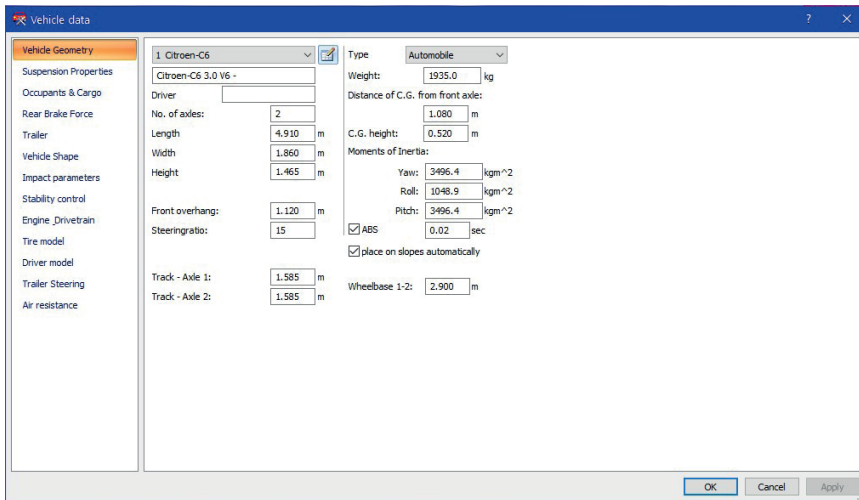 Vehicle data
Vehicle Geometry
Suspension Properties
Occupants & Cargo
Rear Brake Force
Trailer
Vehicle Shape
Impact parameters
Stability control
Engine _Drivetrain
Tire model
Driver model
Trailer Steering
Air resistance
1 Citroen-C6
Citroen-C6 3.0 V6 -
Driver
No. of axles: 2
Length 4.910 m
Width 1.860 m
Height 1.465 m
Front overhang: 1.120 m
Steeringratio: 15
Track - Axle 1: 1.585 m
Track - Axle 2: 1.585 m
Type Automobile
Weight: 1935.0 kg
Distance of C.G. from front axle:
1.080 m
C.G. height: 0.520 m
Moments of Inertia:
Yaw: 3496.4 kgm^2
Roll: 1048.9 kgm^2
Pitch: 3496.4 kgm^2
ABS 0.02 sec
place on slopes automatically
Wheelbase 1-2: 2.900 m
OK Cancel Apply